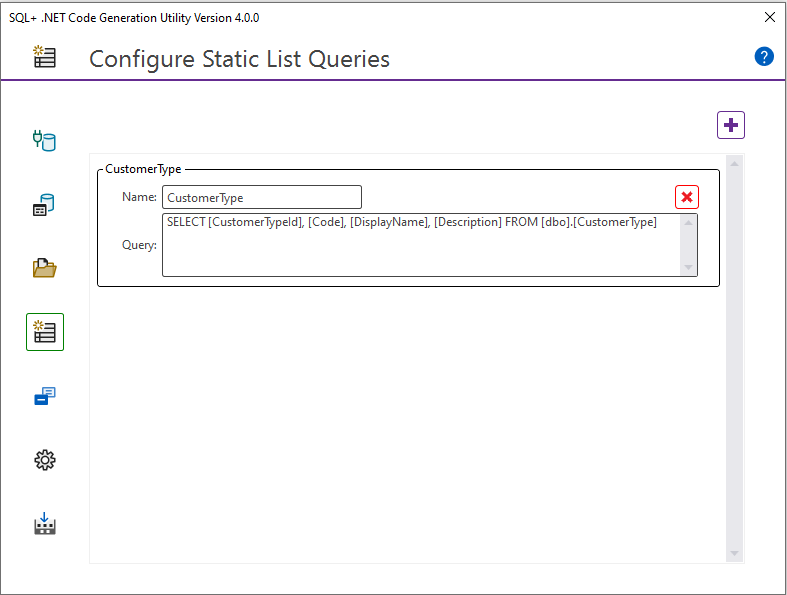 SQL+ .NET Code Generation Utility Version 4.0.0
Configure Static List Queries
?
CustomerType
Name: CustomerType
SELECT [CustomerTypeId], [Code], [DisplayName], [Description] FROM [dbo].[CustomerType]
Query: